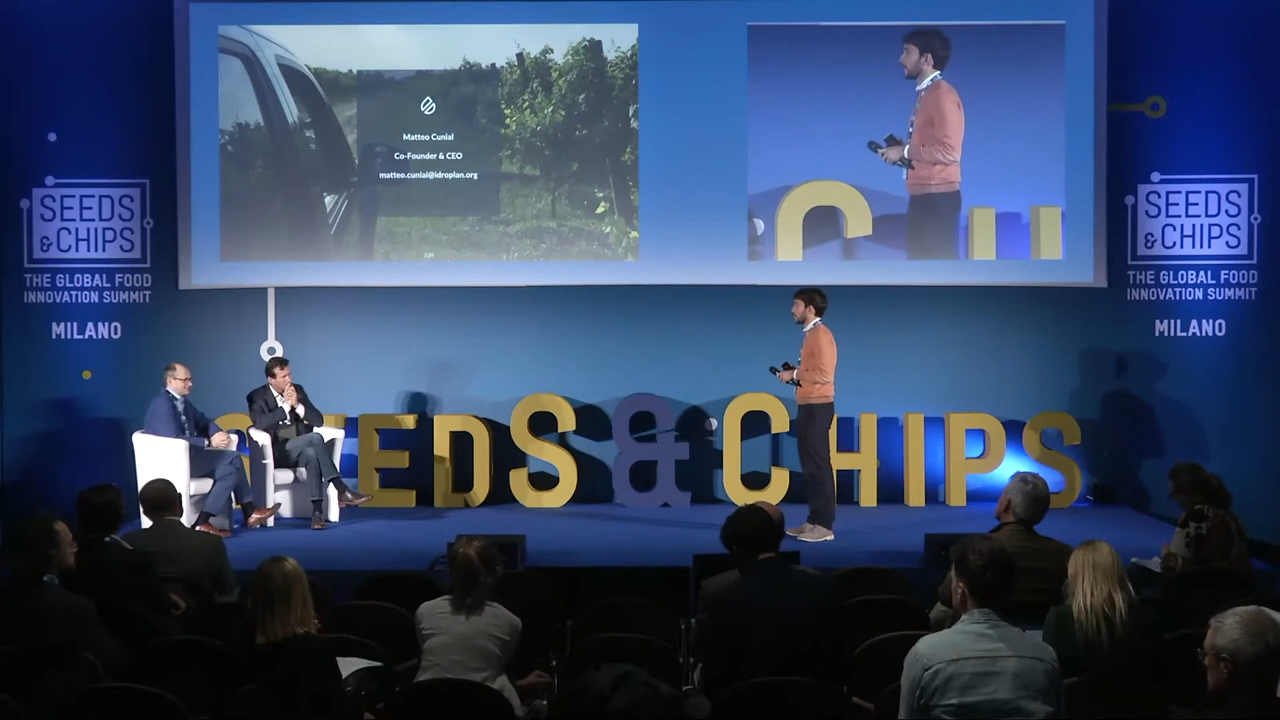 Matteo Cunial
Co-Founder & CEO
matteo.cunial@idroplan.org
SEEDS
& CHIPS
THE GLOBAL FOOD
INNOVATION SUMMIT
MILANO
SEEDS
& CHIPS
THE GLOBAL FOOD
INNOVATION SUMMIT
MILANO
SEEDS & CHIPS